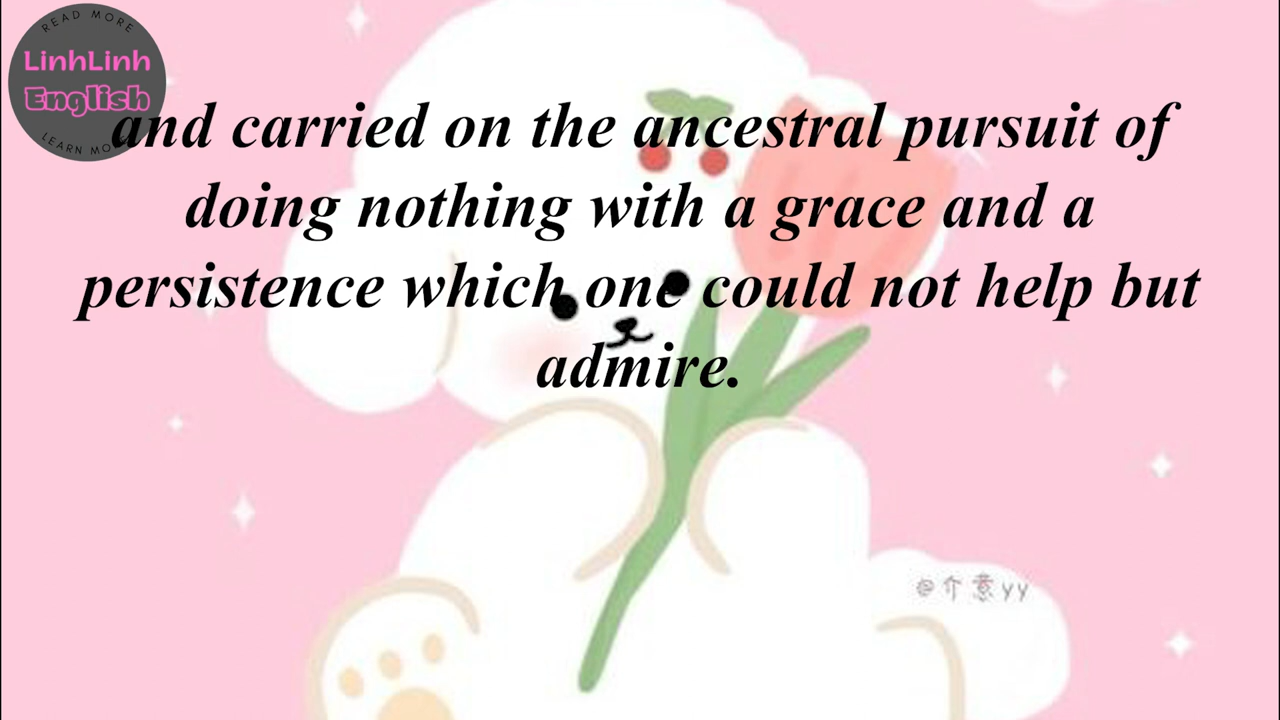 READ MORE
LinhLinh
English
LEARN MO
and carried on the ancestral pursuit of
doing nothing with a grace and a
persistence which one could not help but
admire.
@介意yy